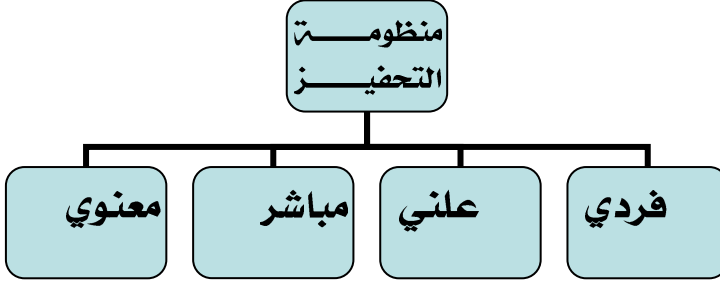 منظومة
التحفيز
فردي
علني
مباشر
معنوي